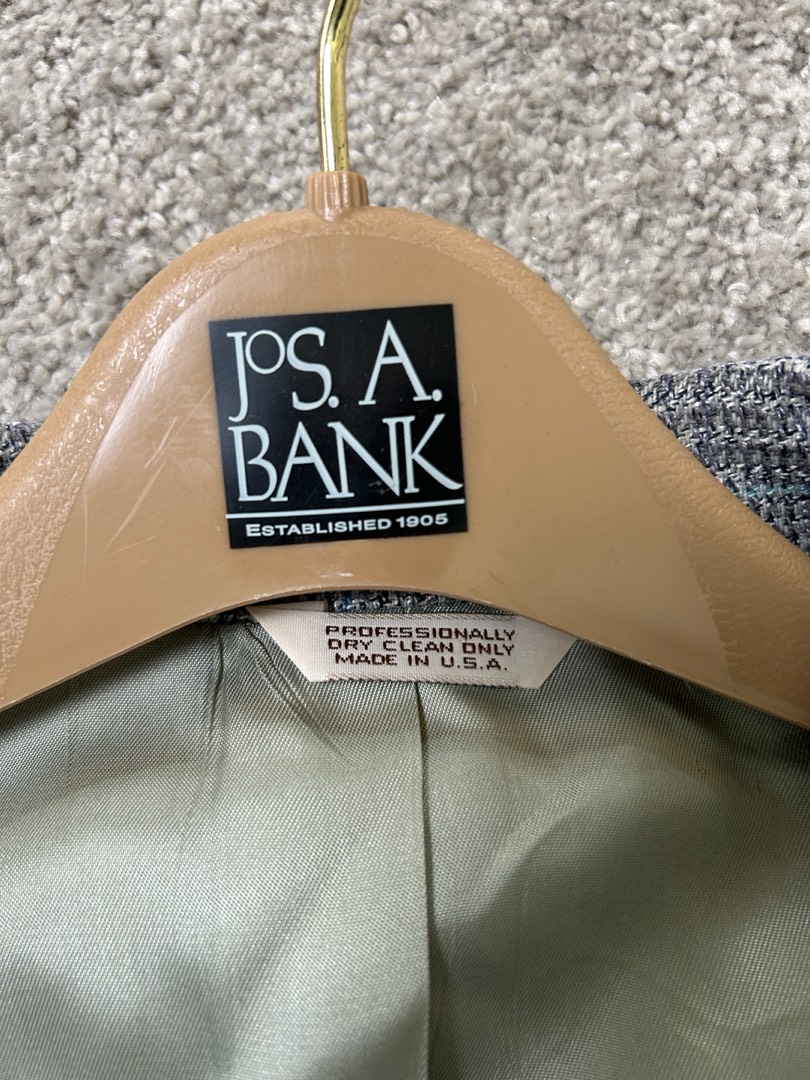 JOS. A.
BANK
ESTABLISHED 1905
PROFESSIONALLY
DRY CLEAN ONLY
MADE IN U.S.A.